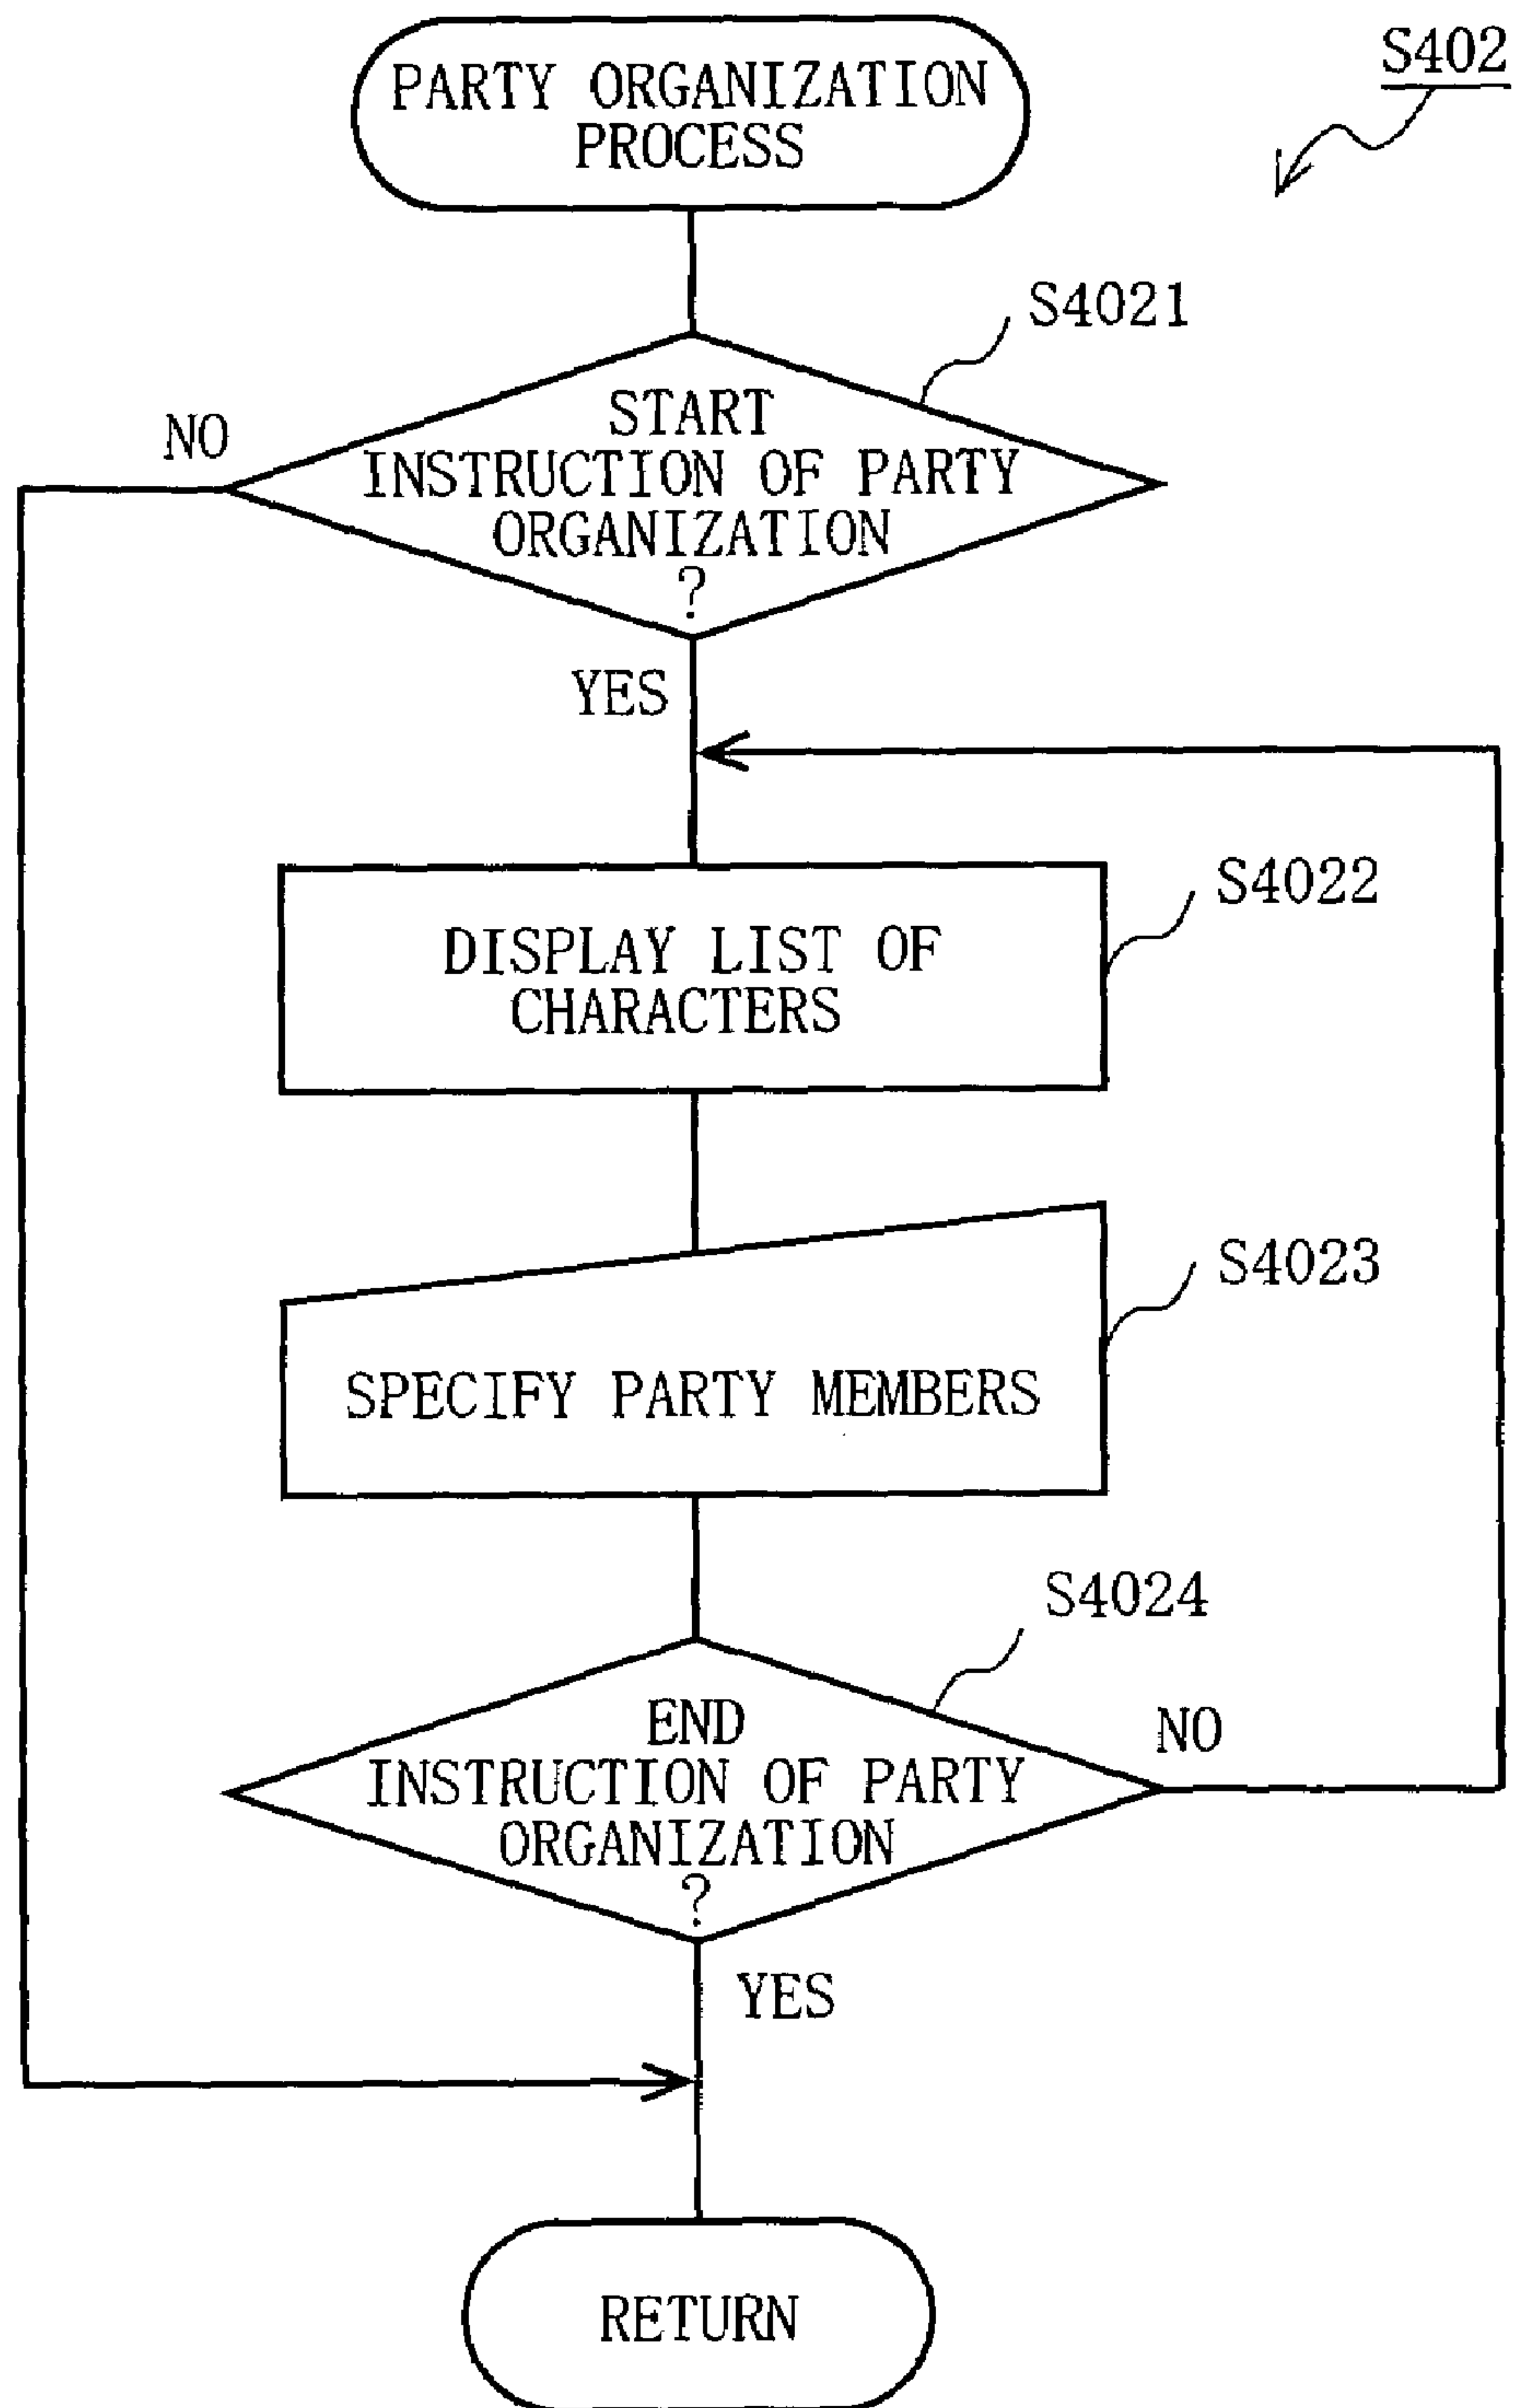 S402
PARTY ORGANIZATION
PROCESS
S4021
NO
START
INSTRUCTION OF PARTY
ORGANIZATION
?
YES
S4022
DISPLAY LIST OF
CHARACTERS
S4023
SPECIFY PARTY MEMBERS
S4024
END
INSTRUCTION OF PARTY
ORGANIZATION
?
NO
YES
RETURN